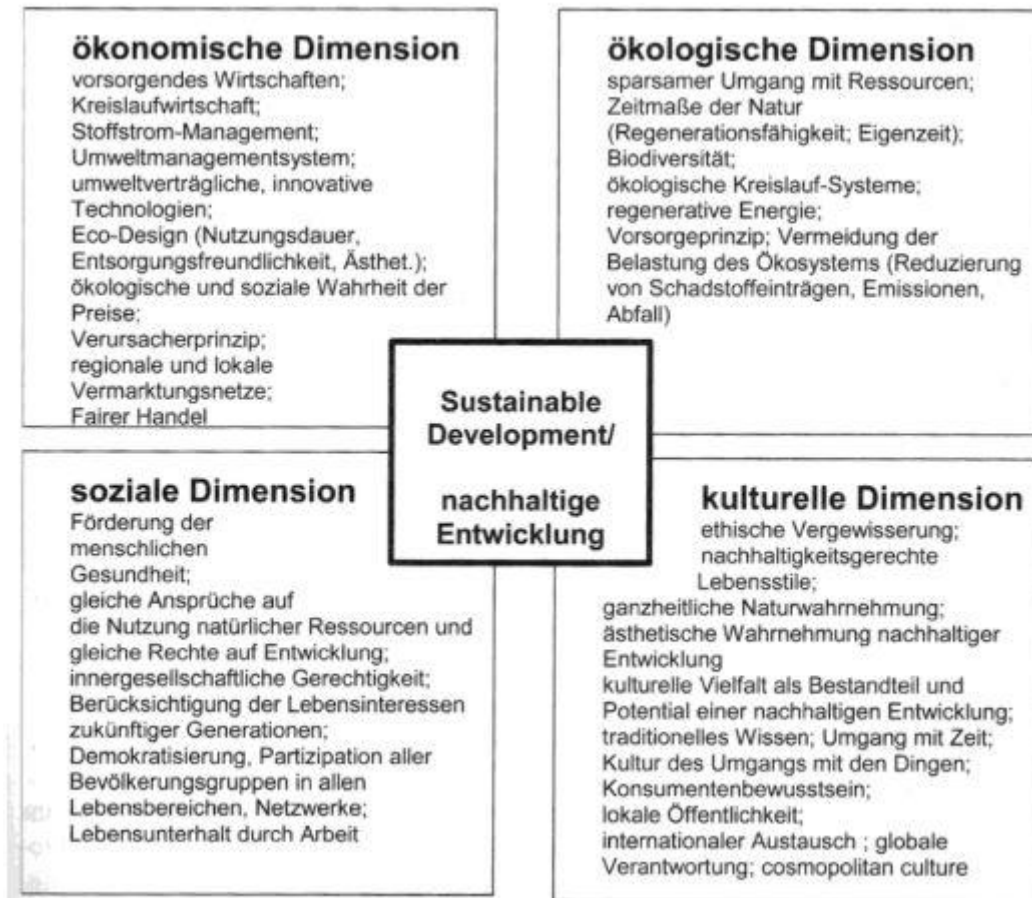 ökonomische Dimension
vorsorgendes Wirtschaften;
Kreislaufwirtschaft;
Stoffstrom-Management;
Umweltmanagementsystem;
umweltverträgliche, innovative
Technologien;
Eco-Design (Nutzungsdauer,
Entsorgungsfreundlichkeit, Ästhet.);
ökologische und soziale Wahrheit der
Preise;
Verursacherprinzip;
regionale und lokale
Vermarktungsnetze;
Fairer Handel
ökologische Dimension
sparsamer Umgang mit Ressourcen;
Zeitmaße der Natur
(Regenerationsfähigkeit; Eigenzeit);
Biodiversität;
ökologische Kreislauf-Systeme;
regenerative Energie;
Vorsorgeprinzip; Vermeidung der
Belastung des Ökosystems (Reduzierung
von Schadstoffeinträgen, Emissionen,
Abfall)
Sustainable
Development/
nachhaltige
Entwicklung
soziale Dimension
Förderung der
menschlichen
Gesundheit;
gleiche Ansprüche auf
die Nutzung natürlicher Ressourcen und
gleiche Rechte auf Entwicklung;
innergesellschaftliche Gerechtigkeit;
Berücksichtigung der Lebensinteressen
zukünftiger Generationen;
Demokratisierung, Partizipation aller
Bevölkerungsgruppen in allen
Lebensbereichen, Netzwerke;
Lebensunterhalt durch Arbeit
kulturelle Dimension
ethische Vergewisserung;
nachhaltigkeitsgerechte
Lebensstile;
ganzheitliche Naturwahrnehmung;
ästhetische Wahrnehmung nachhaltiger
Entwicklung
kulturelle Vielfalt als Bestandteil und
Potential einer nachhaltigen Entwicklung;
traditionelles Wissen; Umgang mit Zeit;
Kultur des Umgangs mit den Dingen;
Konsumentenbewusstsein;
lokale Öffentlichkeit;
internationaler Austausch ; globale
Verantwortung; cosmopolitan culture